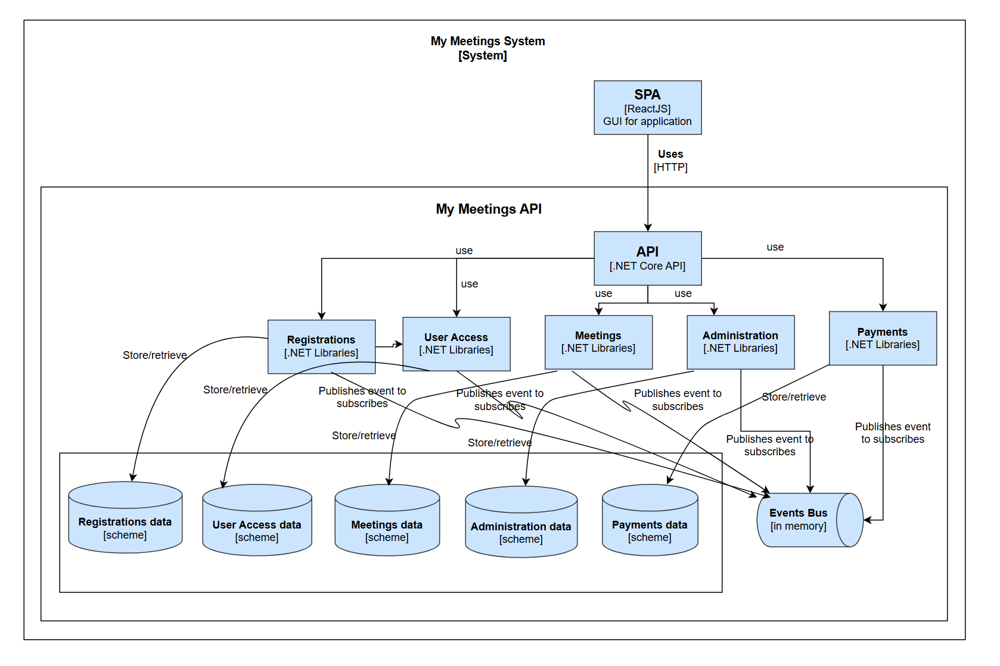 My Meetings System
[System]
SPA
[ReactJS]
GUI for application
Uses
[HTTP]
My Meetings API
API
[.NET Core API]
use
use
use
use
use
Registrations
[.NET Libraries]
User Access
[.NET Libraries]
Meetings
[.NET Libraries]
Administration
[.NET Libraries]
Payments
[.NET Libraries]
Store/retrieve
Store/retrieve
Publishes event to
subscribes
Publishes event to
subscribes
Publishes event to
subscribes
Store/retrieve
Store/retrieve
Store/retrieve
Publishes event to
subscribes
Publishes event
to subscribes
Registrations data
[scheme]
User Access data
[scheme]
Meetings data
[scheme]
Administration data
[scheme]
Payments data
[scheme]
Events Bus
[in memory]